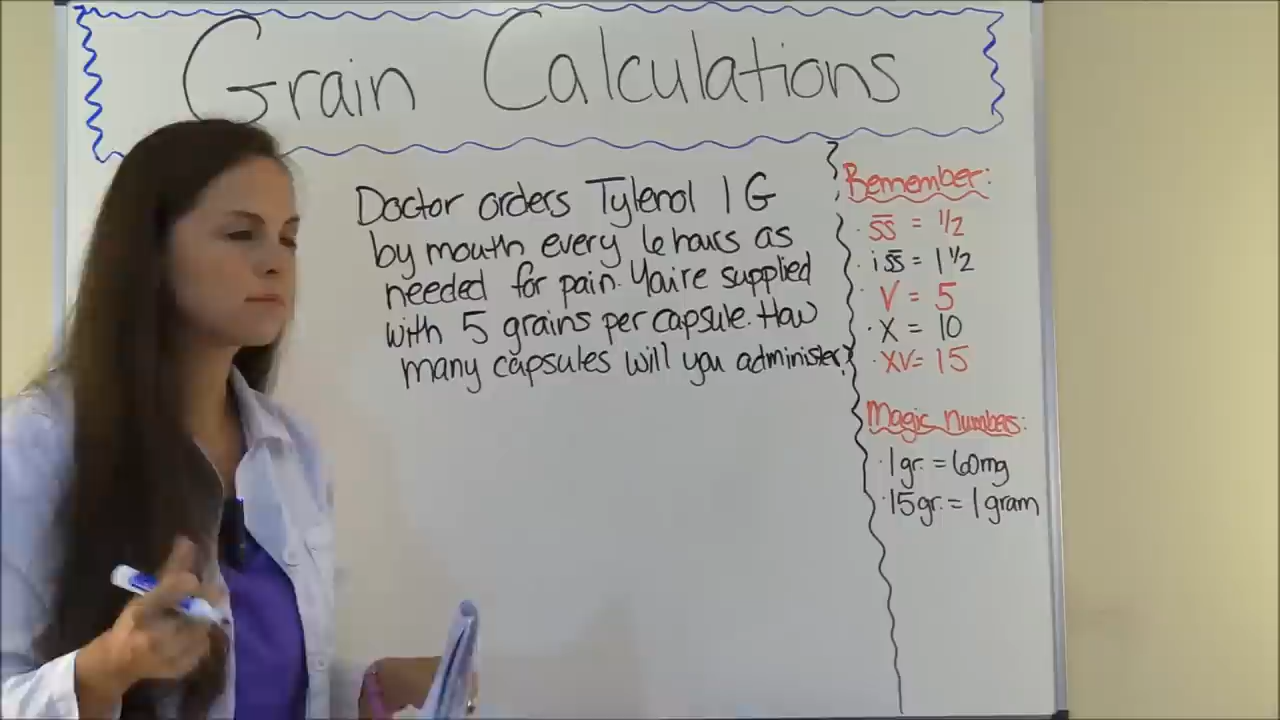 Grain Calculations
Doctor orders Tylenol 1 G
by mouth every 6 hours as
needed for pain. You're supplied
with 5 grains per capsule. How
many capsules will you administer?
Remember:
· s̅s̅ = 1/2
· i s̅s̅ = 1 1/2
· V = 5
· X = 10
· XV = 15
Magic Numbers:
· 1 gr. = 60mg
· 15 gr. = 1 gram